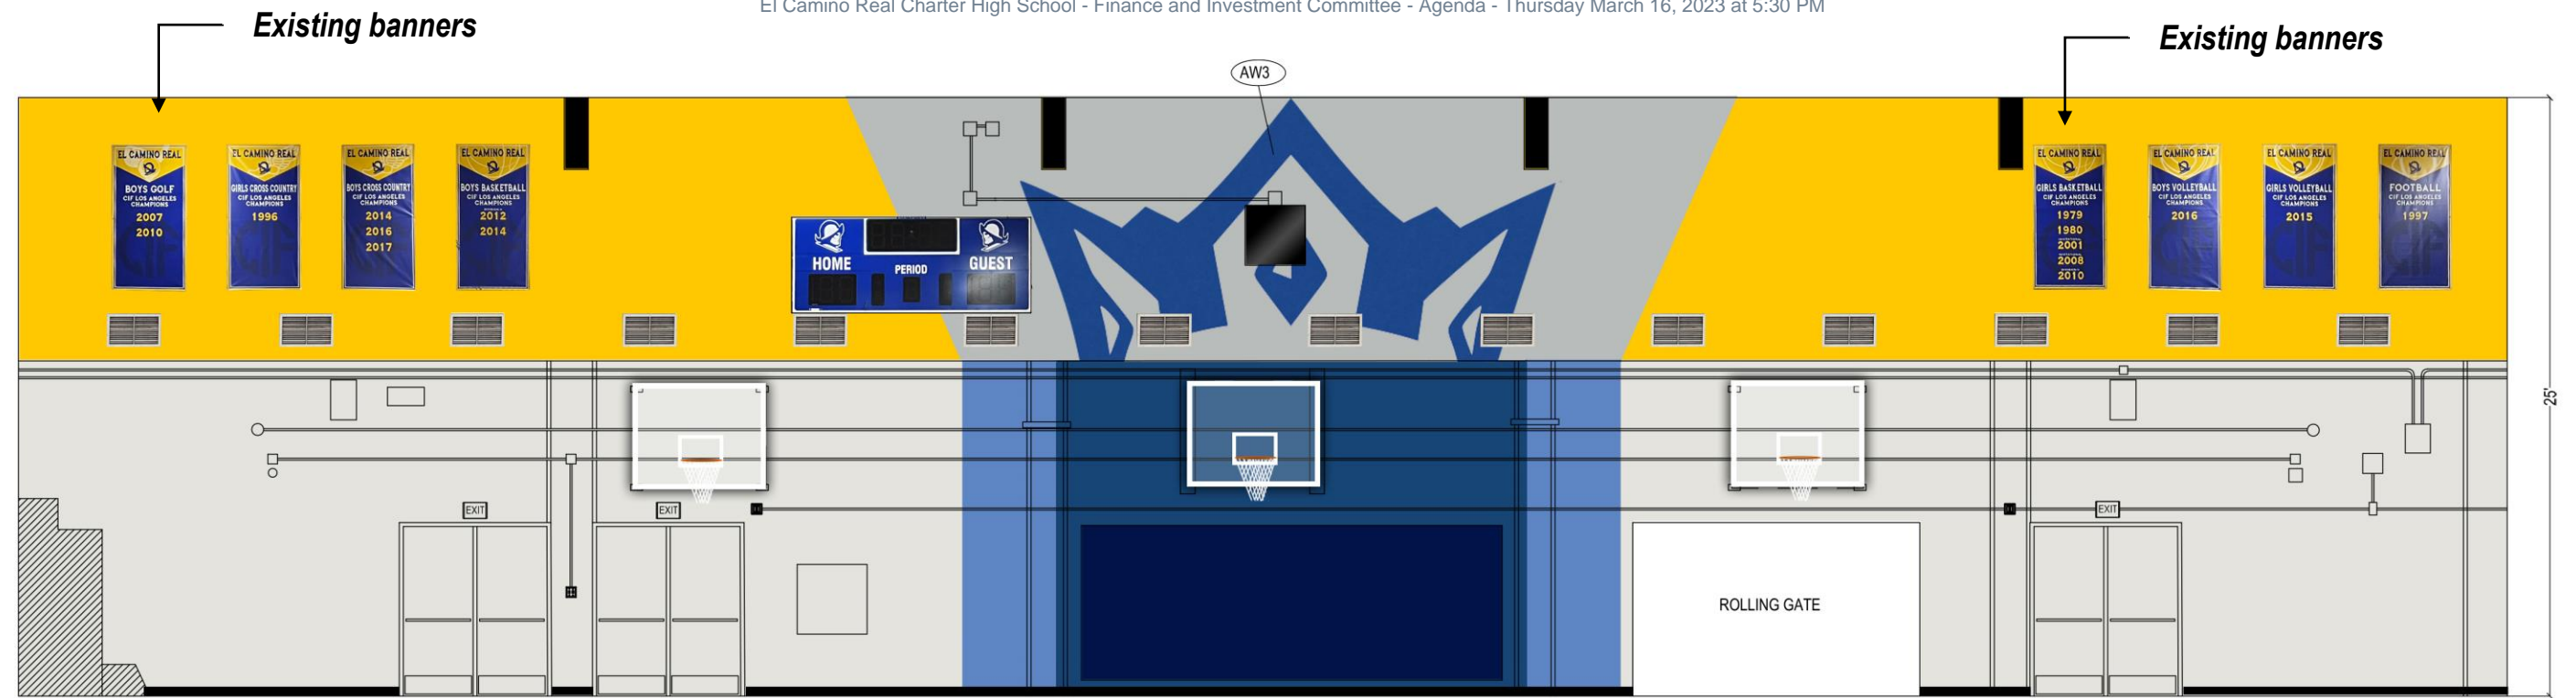 El Camino Real Charter High School - Finance and Investment Committee - Agenda - Thursday March 16, 2023 at 5:30 PM
Existing banners
Existing banners
AW3
EL CAMINO REAL
BOYS GOLF
CIF LOS ANGELES
CHAMPIONS
2007
2010
EL CAMINO REAL
GIRLS CROSS COUNTRY
CIF LOS ANGELES
CHAMPIONS
1996
EL CAMINO REAL
BOYS CROSS COUNTRY
CIF LOS ANGELES
CHAMPIONS
2014
2016
2017
EL CAMINO REAL
BOYS BASKETBALL
CIF LOS ANGELES
CHAMPIONS
2012
2014
HOME
PERIOD
GUEST
EL CAMINO REAL
GIRLS BASKETBALL
CIF LOS ANGELES
CHAMPIONS
1979
1980
2001
2008
2010
EL CAMINO REAL
BOYS VOLLEYBALL
CIF LOS ANGELES
CHAMPIONS
2016
EL CAMINO REAL
GIRLS VOLLEYBALL
CIF LOS ANGELES
CHAMPIONS
2015
EL CAMINO REAL
FOOTBALL
CIF LOS ANGELES
CHAMPIONS
1997
25'
EXIT
EXIT
EXIT
ROLLING GATE